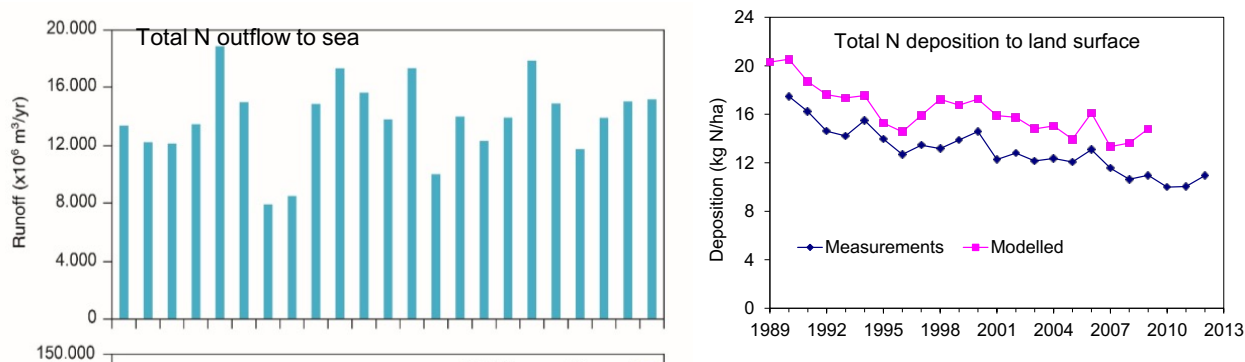 Total N outflow to sea
Runoff (x10⁶ m³/yr)
20.000
16.000
12.000
8.000
4.000
0
150.000
Total N deposition to land surface
Deposition (kg N/ha)
24
20
16
12
8
4
0
Measurements
Modelled
1989 1992 1995 1998 2001 2004 2007 2010 2013